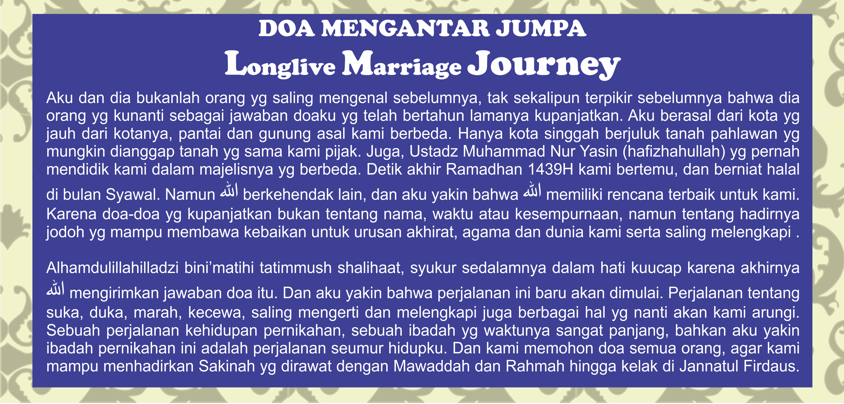 DOA MENGANTAR JUMPA
Longlive Marriage Journey
Aku dan dia bukanlah orang yg saling mengenal sebelumnya, tak sekalipun terpikir sebelumnya bahwa dia
orang yg kunanti sebagai jawaban doaku yg telah bertahun lamanya kupanjatkan. Aku berasal dari kota yg
jauh dari kotanya, pantai dan gunung asal kami berbeda. Hanya kota singgah berjuluk tanah pahlawan yg
mungkin dianggap tanah yg sama kami pijak. Juga, Ustadz Muhammad Nur Yasin (hafizhahullah) yg pernah
mendidik kami dalam majelisnya yg berbeda. Detik akhir Ramadhan 1439H kami bertemu, dan berniat halal
di bulan Syawal. Namun الله berkehendak lain, dan aku yakin bahwa الله memiliki rencana terbaik untuk kami.
Karena doa-doa yg kupanjatkan bukan tentang nama, waktu atau kesempurnaan, namun tentang hadirnya
jodoh yg mampu membawa kebaikan untuk urusan akhirat, agama dan dunia kami serta saling melengkapi .
Alhamdulillahilladzi bini'matihi tatimmush shalihaat, syukur sedalamnya dalam hati kuucap karena akhirnya
الله mengirimkan jawaban doa itu. Dan aku yakin bahwa perjalanan ini baru akan dimulai. Perjalanan tentang
suka, duka, marah, kecewa, saling mengerti dan melengkapi juga berbagai hal yg nanti akan kami arungi.
Sebuah perjalanan kehidupan pernikahan, sebuah ibadah yg waktunya sangat panjang, bahkan aku yakin
ibadah pernikahan ini adalah perjalanan seumur hidupku. Dan kami memohon doa semua orang, agar kami
mampu menhadirkan Sakinah yg dirawat dengan Mawaddah dan Rahmah hingga kelak di Jannatul Firdaus.